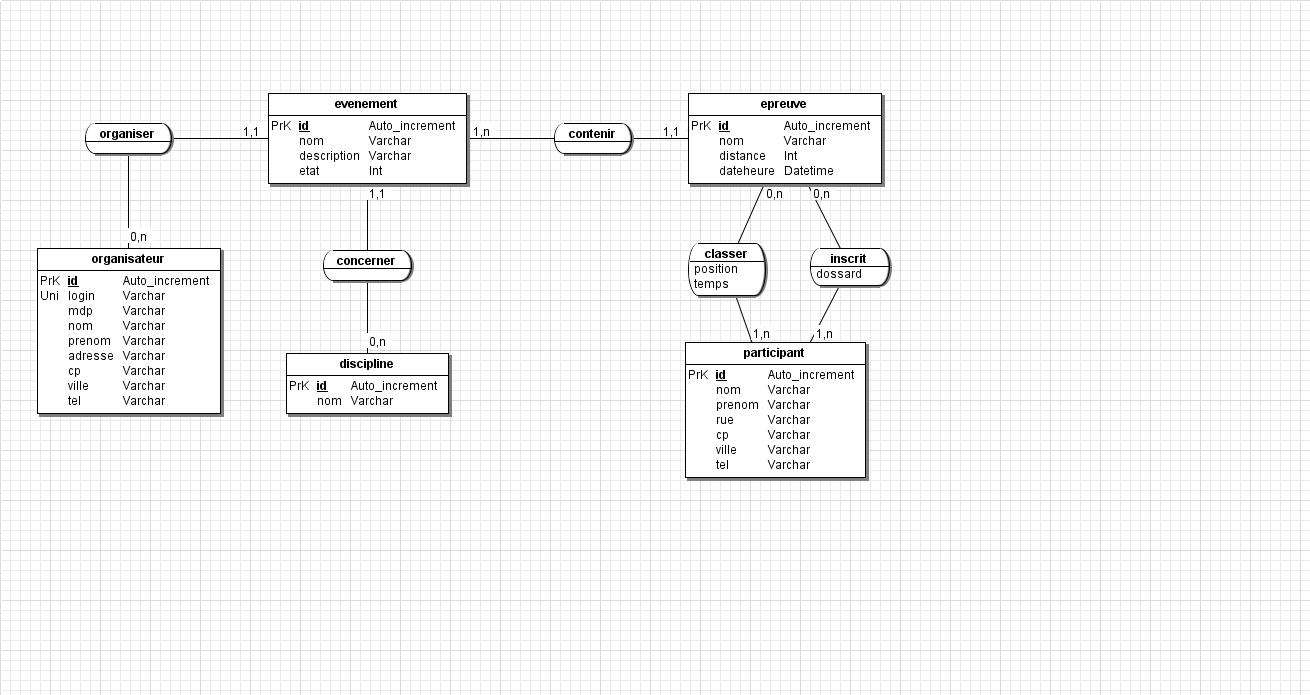 organiser
1,1
evenement
PrK id Auto_increment
nom Varchar
description Varchar
etat Int
1,n
contenir
1,1
epreuve
PrK id Auto_increment
nom Varchar
distance Int
dateheure Datetime
0,n
organisateur
PrK id Auto_increment
Uni login Varchar
mdp Varchar
nom Varchar
prenom Varchar
adresse Varchar
cp Varchar
ville Varchar
tel Varchar
1,1
concerner
0,n
discipline
PrK id Auto_increment
nom Varchar
0,n
0,n
classer
position
temps
inscrit
dossard
1,n
1,n
participant
PrK id Auto_increment
nom Varchar
prenom Varchar
rue Varchar
cp Varchar
ville Varchar
tel Varchar